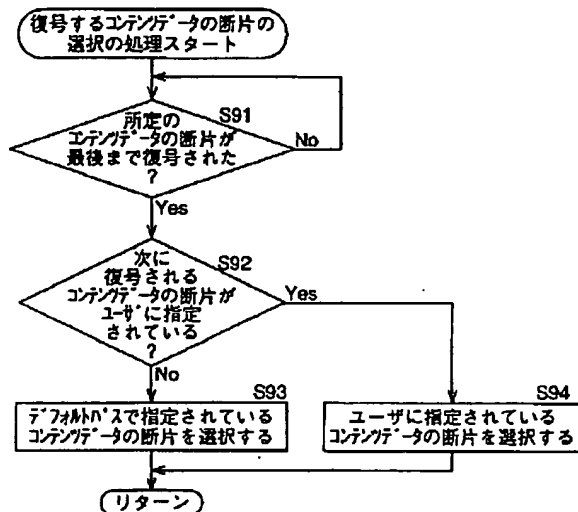 復号するコンテンツデータの断片の
選択の処理スタート
S91
所定の
コンテンツデータの断片が
最後まで復号された
?
No
Yes
S92
次に
復号される
コンテンツデータの断片が
ユーザに指定
されている
?
Yes
No
S93
デフォルトパスで指定されている
コンテンツデータの断片を選択する
S94
ユーザに指定されている
コンテンツデータの断片を選択する
リターン